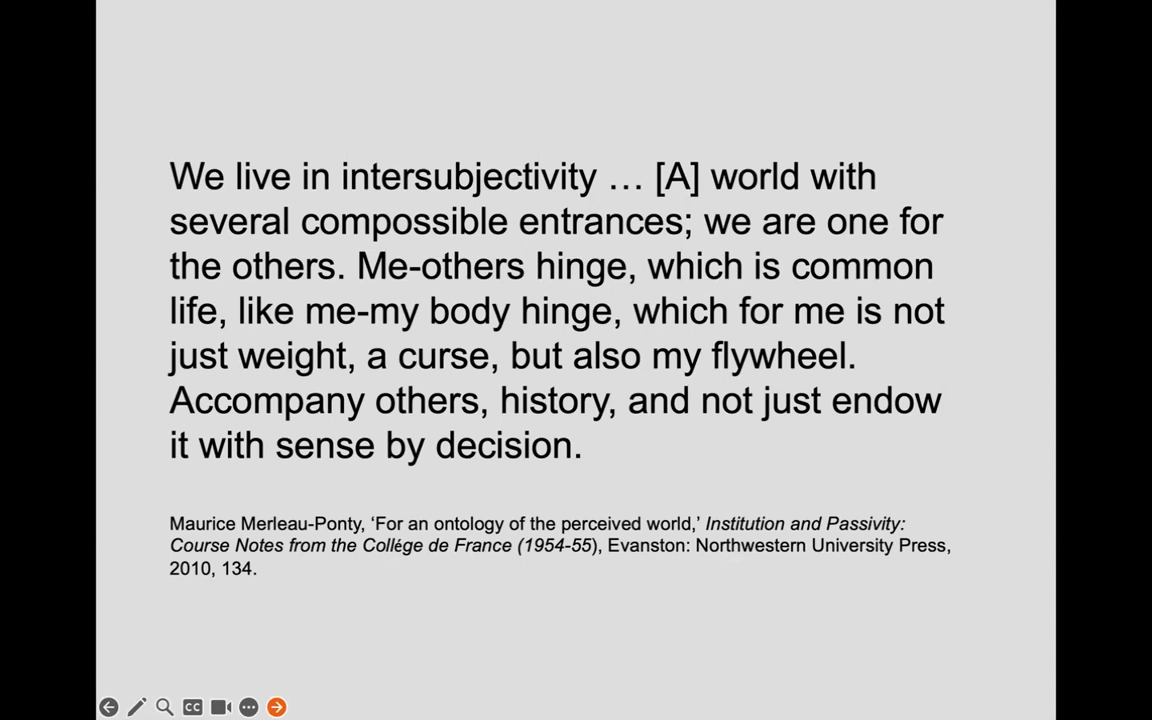 We live in intersubjectivity … [A] world with
several compossible entrances; we are one for
the others. Me-others hinge, which is common
life, like me-my body hinge, which for me is not
just weight, a curse, but also my flywheel.
Accompany others, history, and not just endow
it with sense by decision.
Maurice Merleau-Ponty, ‘For an ontology of the perceived world,’ Institution and Passivity:
Course Notes from the Collége de France (1954-55), Evanston: Northwestern University Press,
2010, 134.
CC